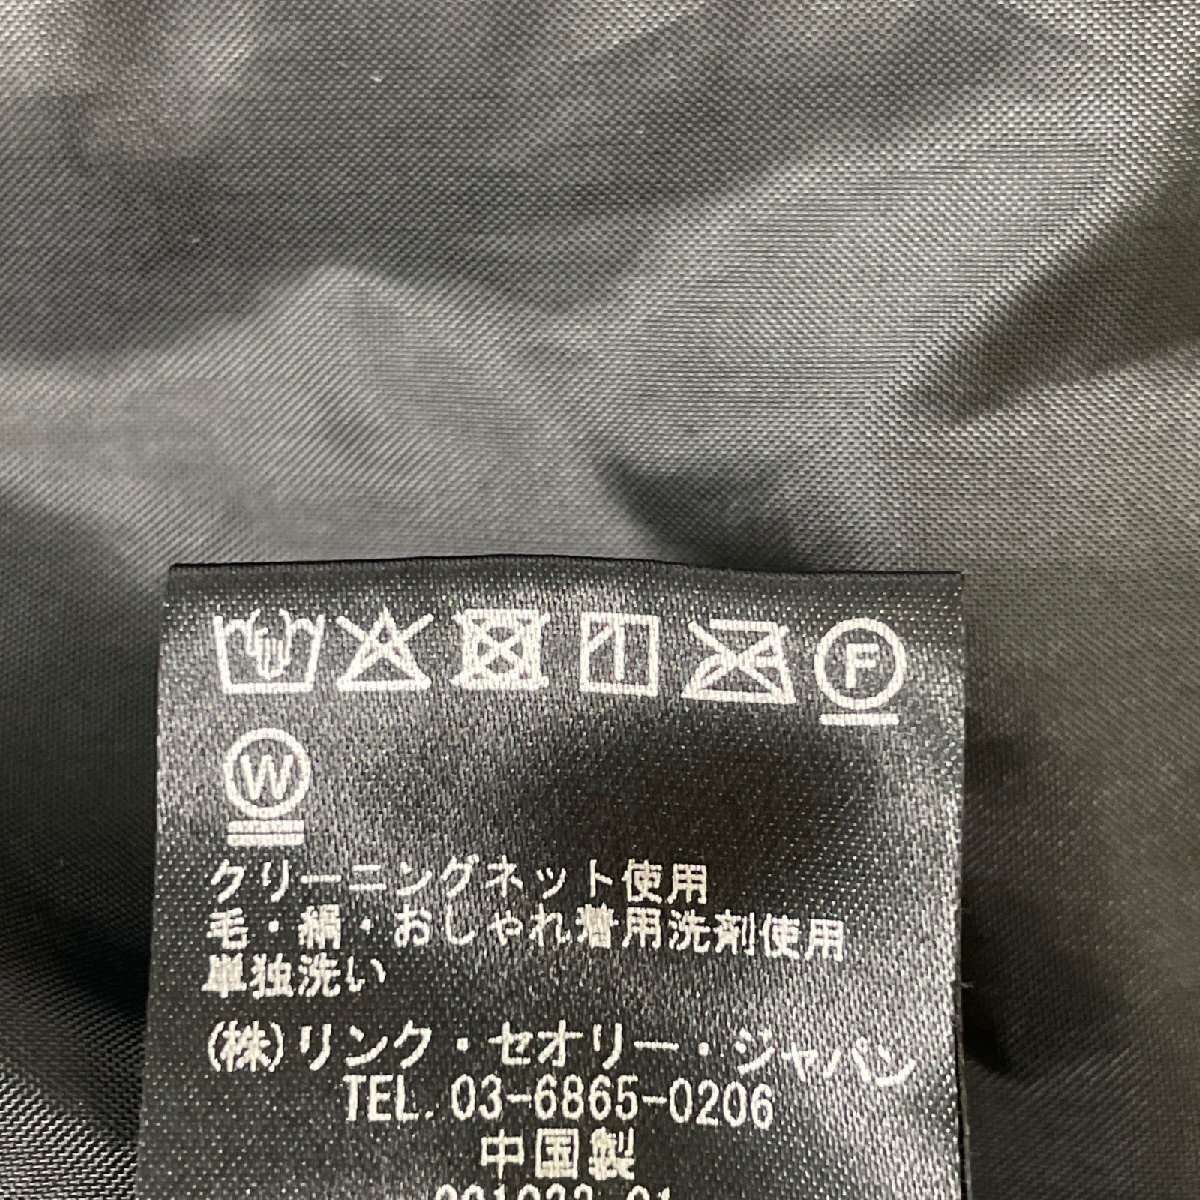 F
W
クリーニングネット使用
毛・絹・おしゃれ着用洗剤使用
単独洗い
(株)リンク・セオリー・ジャパン
TEL. 03-6865-0206
中国製